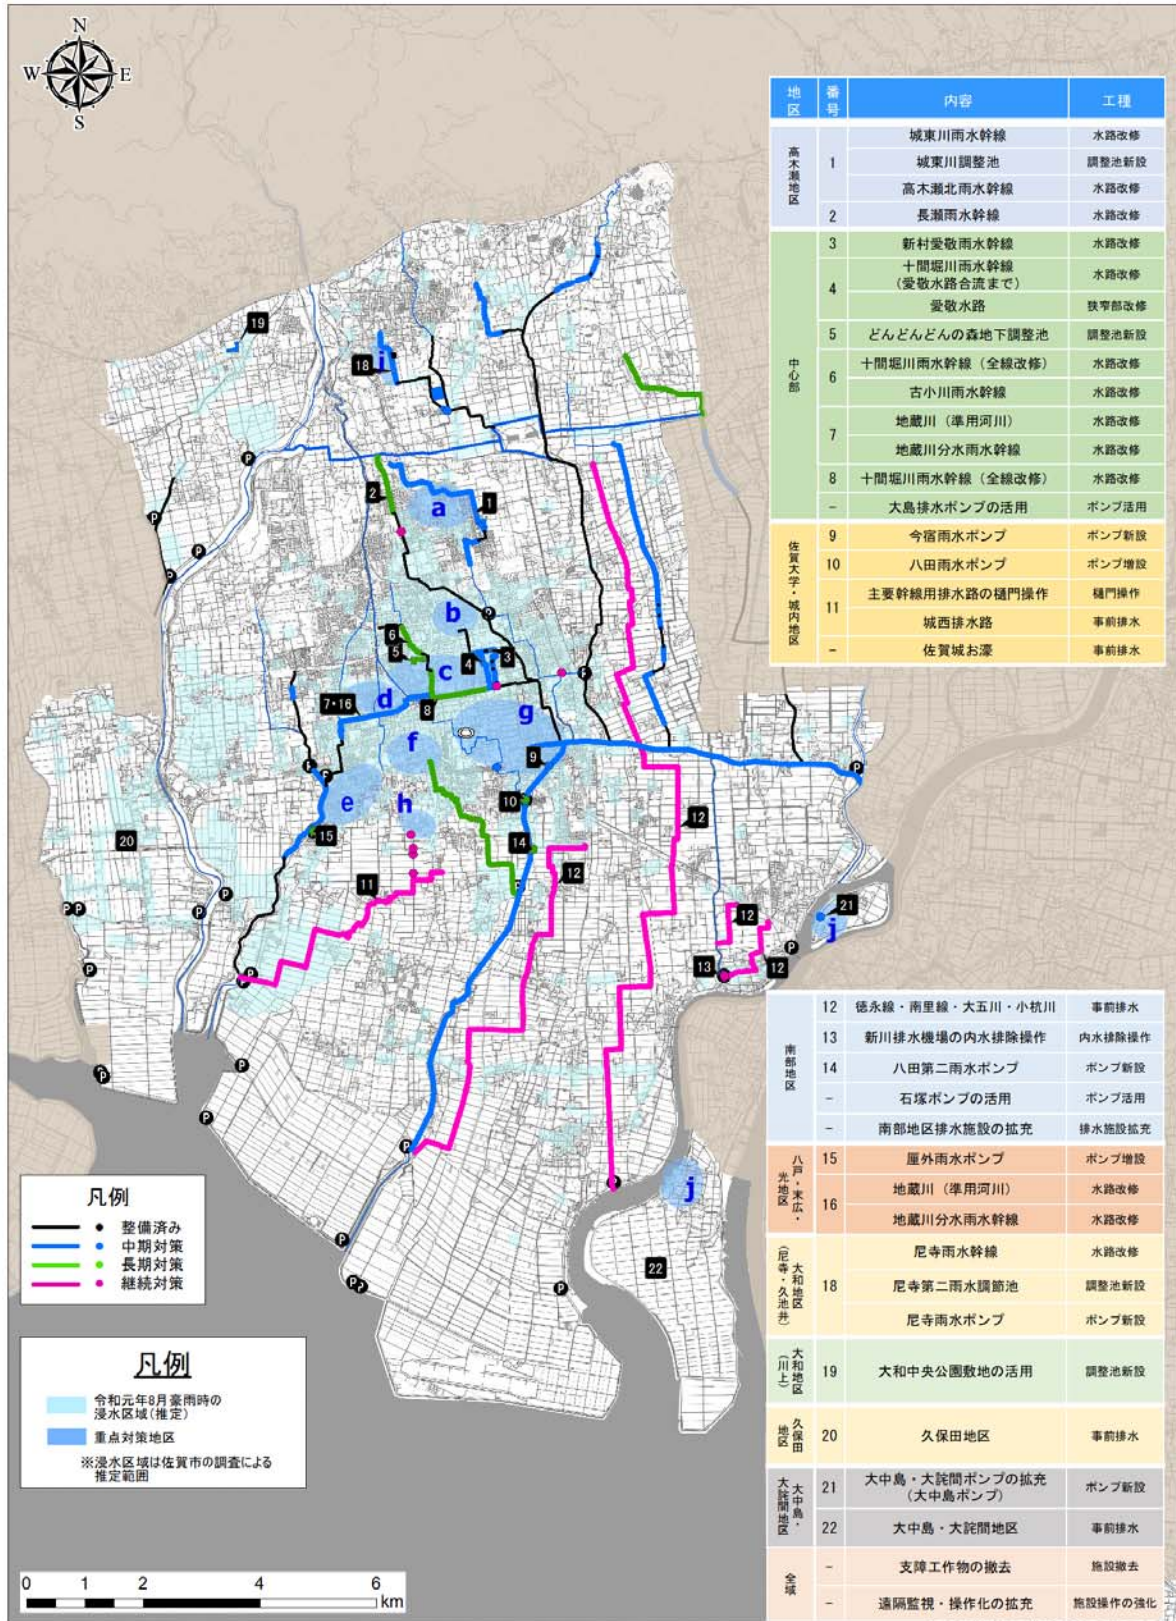 N
W
E
S
地区
番号
内容
工種
高木瀬地区
1
城東川雨水幹線
水路改修
城東川調整池
調整池新設
高木瀬北雨水幹線
水路改修
2
長瀬雨水幹線
水路改修
中心部
3
新村愛敬雨水幹線
水路改修
4
十間堀川雨水幹線
(愛敬水路合流まで)
水路改修
愛敬水路
狭窄部改修
5
どんどんどんの森地下調整池
調整池新設
6
十間堀川雨水幹線(全線改修)
水路改修
古小川雨水幹線
水路改修
7
地蔵川(準用河川)
水路改修
地蔵川分水雨水幹線
水路改修
8
十間堀川雨水幹線(全線改修)
水路改修
-
大島排水ポンプの活用
ポンプ活用
佐賀大学・城内地区
9
今宿雨水ポンプ
ポンプ新設
10
八田雨水ポンプ
ポンプ増設
11
主要幹線用排水路の樋門操作
樋門操作
城西排水路
事前排水
-
佐賀城お濠
事前排水
19
18
i
2
a
1
b
6
5
4
3
c
7・16
d
8
g
f
9
e
h
10
15
14
12
20
11
12
12
21
j
13
12
j
22
南部地区
12
徳永線・南里線・大五川・小杭川
事前排水
13
新川排水機場の内水排除操作
内水排除操作
14
八田第二雨水ポンプ
ポンプ新設
-
石塚ポンプの活用
ポンプ活用
-
南部地区排水施設の拡充
排水施設拡充
八戸・末広・光地区
15
厘外雨水ポンプ
ポンプ増設
16
地蔵川(準用河川)
水路改修
地蔵川分水雨水幹線
水路改修
大和地区
(尼寺・久池井)
18
尼寺雨水幹線
水路改修
尼寺第二雨水調節池
調整池新設
尼寺雨水ポンプ
ポンプ新設
大和地区
(川上)
19
大和中央公園敷地の活用
調整池新設
久保田地区
20
久保田地区
事前排水
大中島・大詫間地区
21
大中島・大詫間ポンプの拡充
(大中島ポンプ)
ポンプ新設
22
大中島・大詫間地区
事前排水
全域
-
支障工作物の撤去
施設撤去
-
遠隔監視・操作化の拡充
施設操作の強化
凡例
整備済み
中期対策
長期対策
継続対策
凡例
令和元年8月豪雨時の
浸水区域(推定)
重点対策地区
※浸水区域は佐賀市の調査による
推定範囲
0 1 2 4 6
km